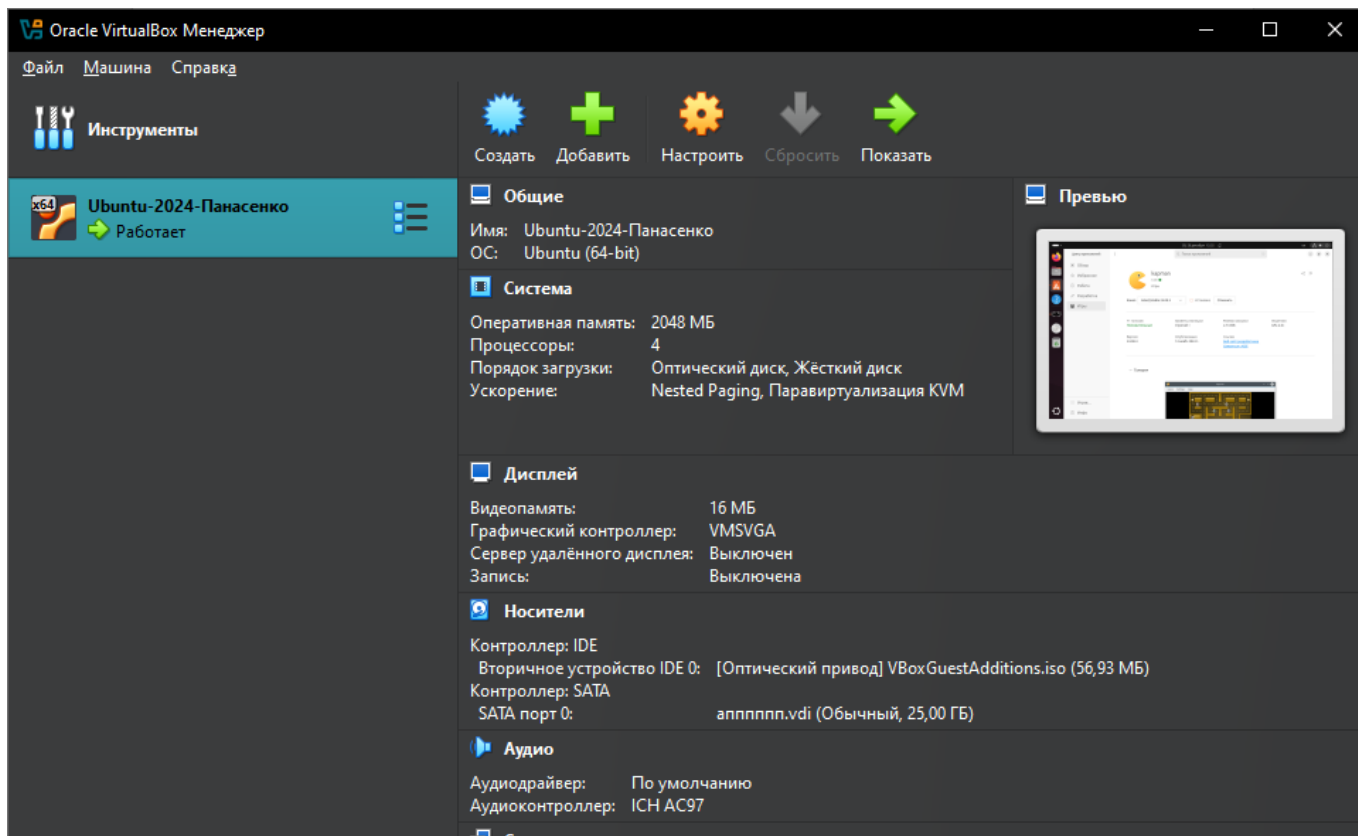 Oracle VirtualBox Менеджер
Файл Машина Справка
Инструменты
Создать Добавить Настроить Сбросить Показать
x64
Ubuntu-2024-Панасенко
Работает
Общие
Имя: Ubuntu-2024-Панасенко
ОС: Ubuntu (64-bit)
Превью
Система
Оперативная память: 2048 МБ
Процессоры: 4
Порядок загрузки: Оптический диск, Жёсткий диск
Ускорение: Nested Paging, Паравиртуализация KVM
Дисплей
Видеопамять: 16 МБ
Графический контроллер: VMSVGA
Сервер удалённого дисплея: Выключен
Запись: Выключена
Носители
Контроллер: IDE
Вторичное устройство IDE 0: [Оптический привод] VBoxGuestAdditions.iso (56,93 МБ)
Контроллер: SATA
SATA порт 0: апппппп.vdi (Обычный, 25,00 ГБ)
Аудио
Аудиодрайвер: По умолчанию
Аудиоконтроллер: ICH AC97